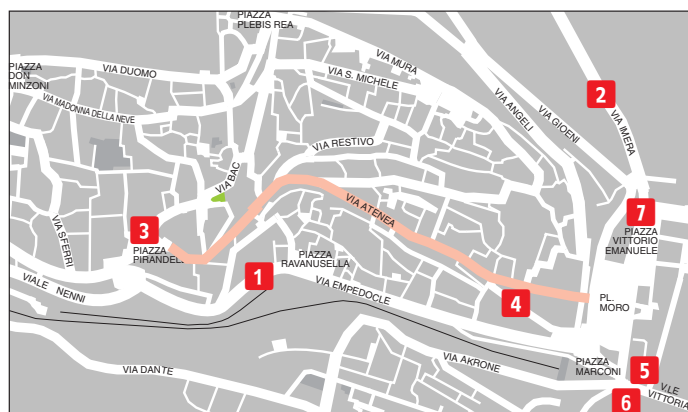 PIAZZA
PLEBIS REA
PIAZZA
DON
MINZONI
VIA DUOMO
VIA MURA
VIA S. MICHELE
VIA MADONNA DELLA NEVE
VIA ANGELI
VIA GIOENI
2
VIA IMERA
VIA RESTIVO
VIA BAC
VIA ATENEA
7
PIAZZA
VITTORIO
EMANUELE
3
PIAZZA
PIRANDEL
VIA SFERRI
PIAZZA
RAVANUSELLA
1
VIALE NENNI
VIA EMPEDOCLE
4
PL.
MORO
VIA AKRONE
PIAZZA
MARCONI
5
VIA DANTE
V.LE
VITTORIA
6